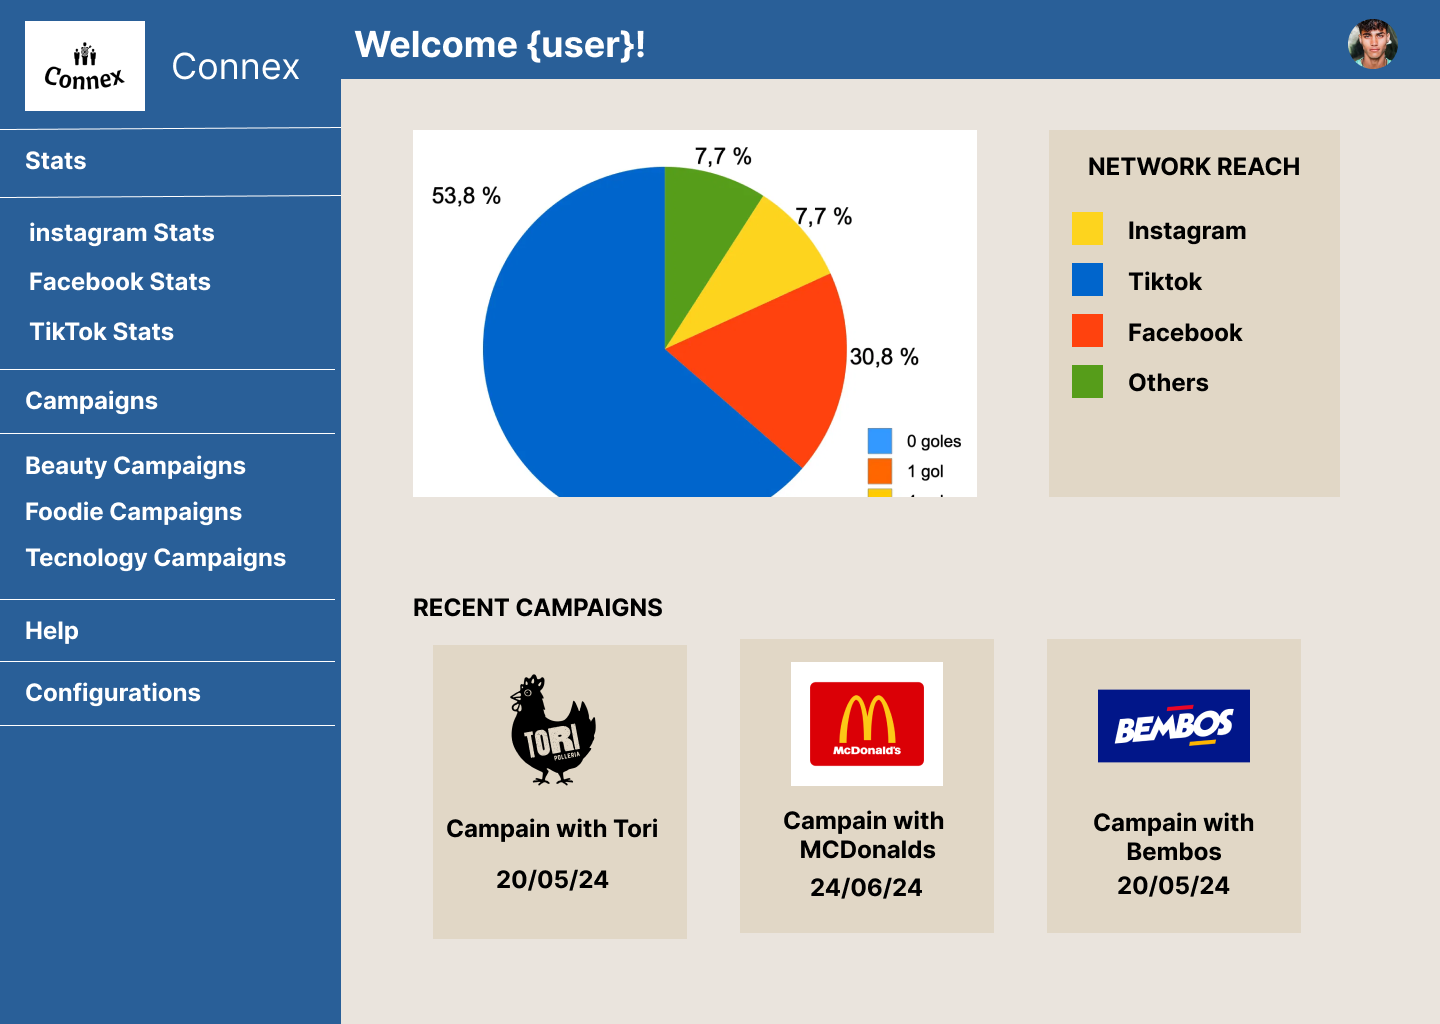 Connex
Connex
Welcome {user}!
Stats
instagram Stats
Facebook Stats
TikTok Stats
Campaigns
Beauty Campaigns
Foodie Campaigns
Tecnology Campaigns
Help
Configurations
7,7 %
53,8 %
7,7 %
30,8 %
0 goles
1 gol
NETWORK REACH
Instagram
Tiktok
Facebook
Others
RECENT CAMPAIGNS
TORI
POLLERIA
Campain with Tori
20/05/24
McDonald's
Campain with
MCDonalds
24/06/24
BEMBOS
Campain with
Bembos
20/05/24